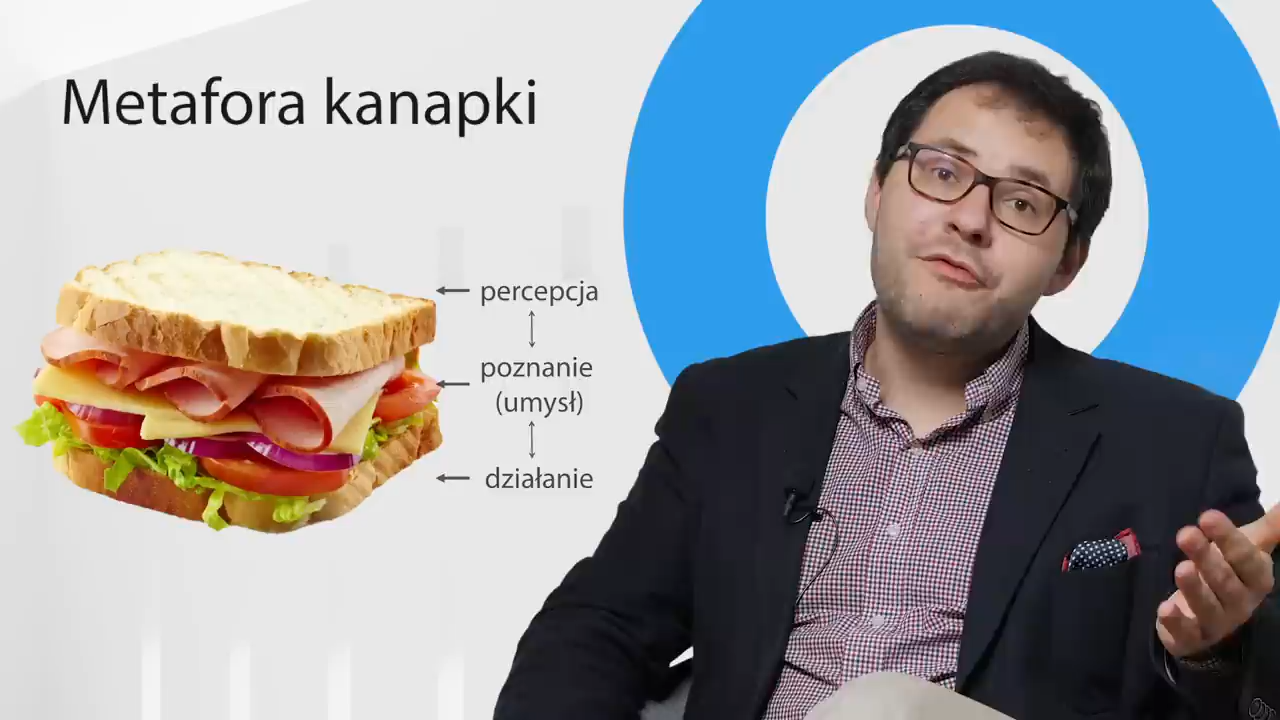 Metafora kanapki
percepcja
poznanie
(umysł)
działanie